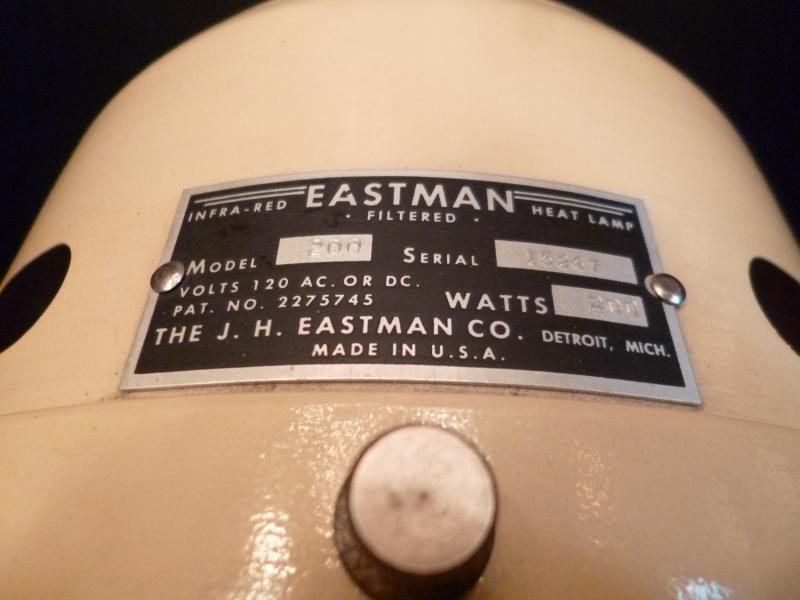 INFRA-RED EASTMAN HEAT LAMP
· FILTERED ·
MODEL 200 SERIAL
VOLTS 120 AC. OR DC.
PAT. NO. 2275745 WATTS 200
THE J. H. EASTMAN CO. DETROIT, MICH.
MADE IN U.S.A.